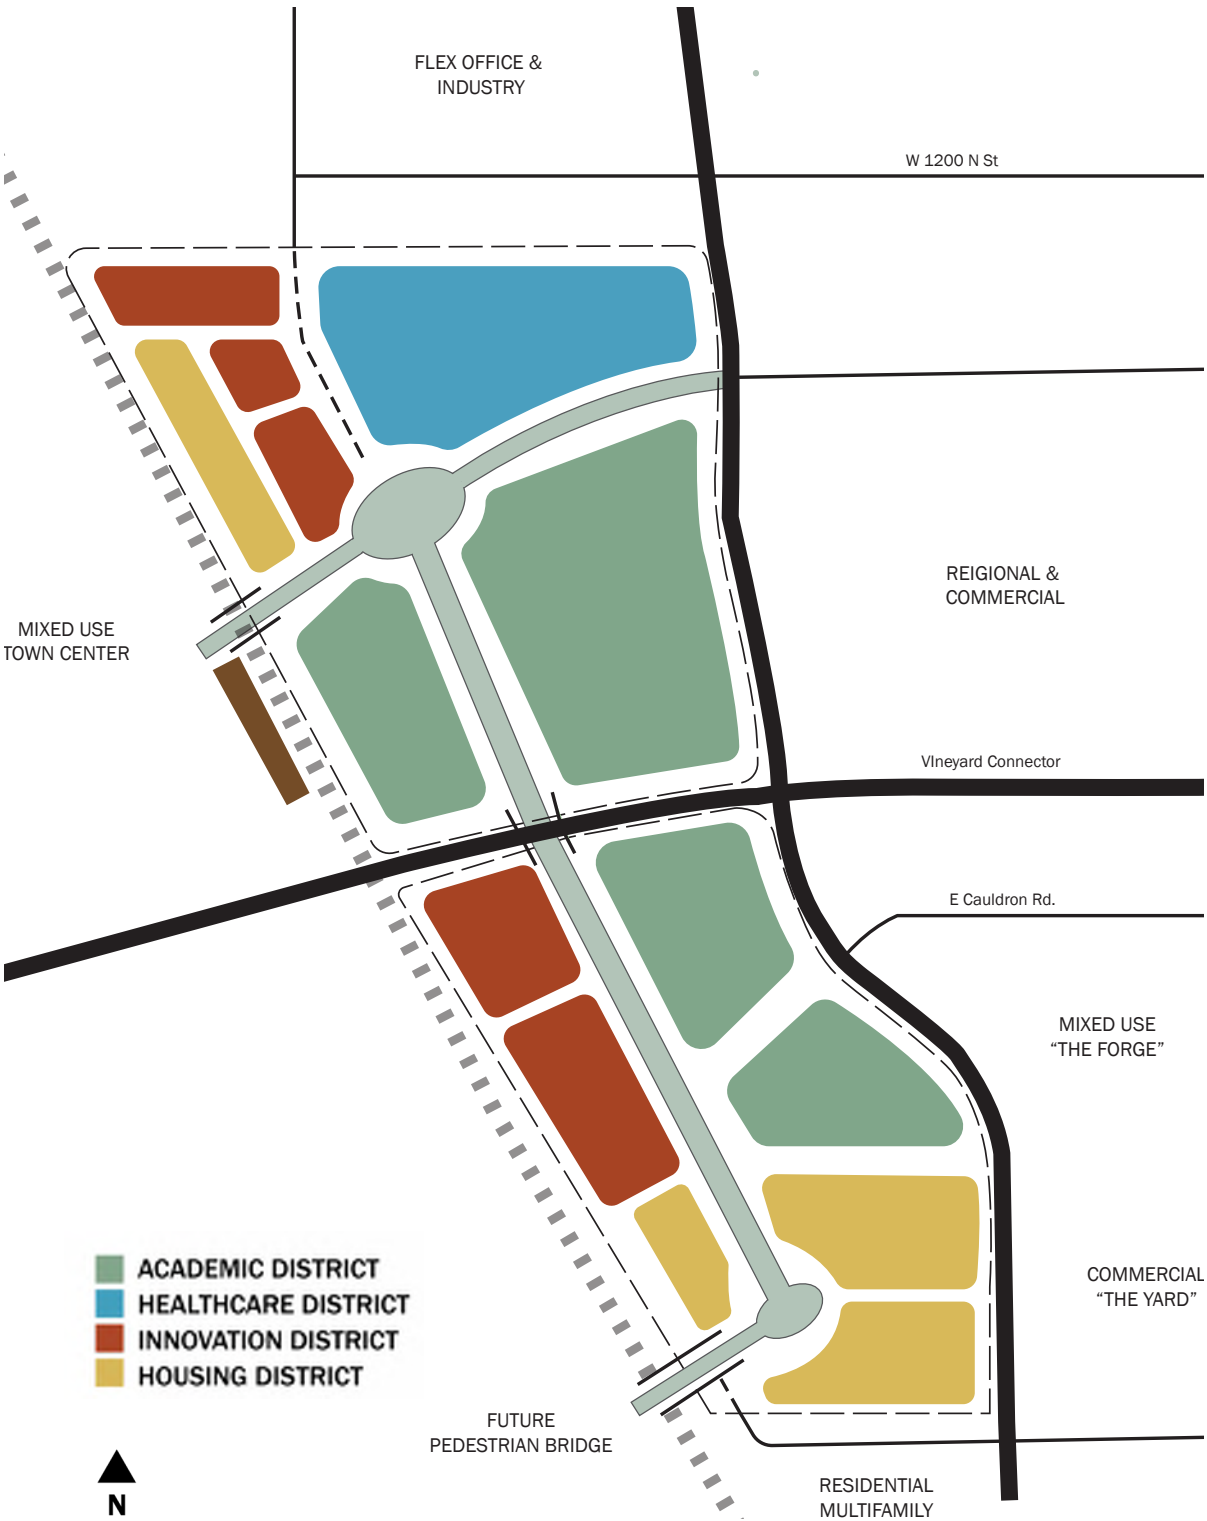 FLEX OFFICE &
INDUSTRY
W 1200 N St
REIGIONAL &
COMMERCIAL
MIXED USE
TOWN CENTER
VIneyard Connector
E Cauldron Rd.
MIXED USE
“THE FORGE”
ACADEMIC DISTRICT
HEALTHCARE DISTRICT
INNOVATION DISTRICT
HOUSING DISTRICT
COMMERCIAL
“THE YARD”
FUTURE
PEDESTRIAN BRIDGE
RESIDENTIAL
MULTIFAMILY
N